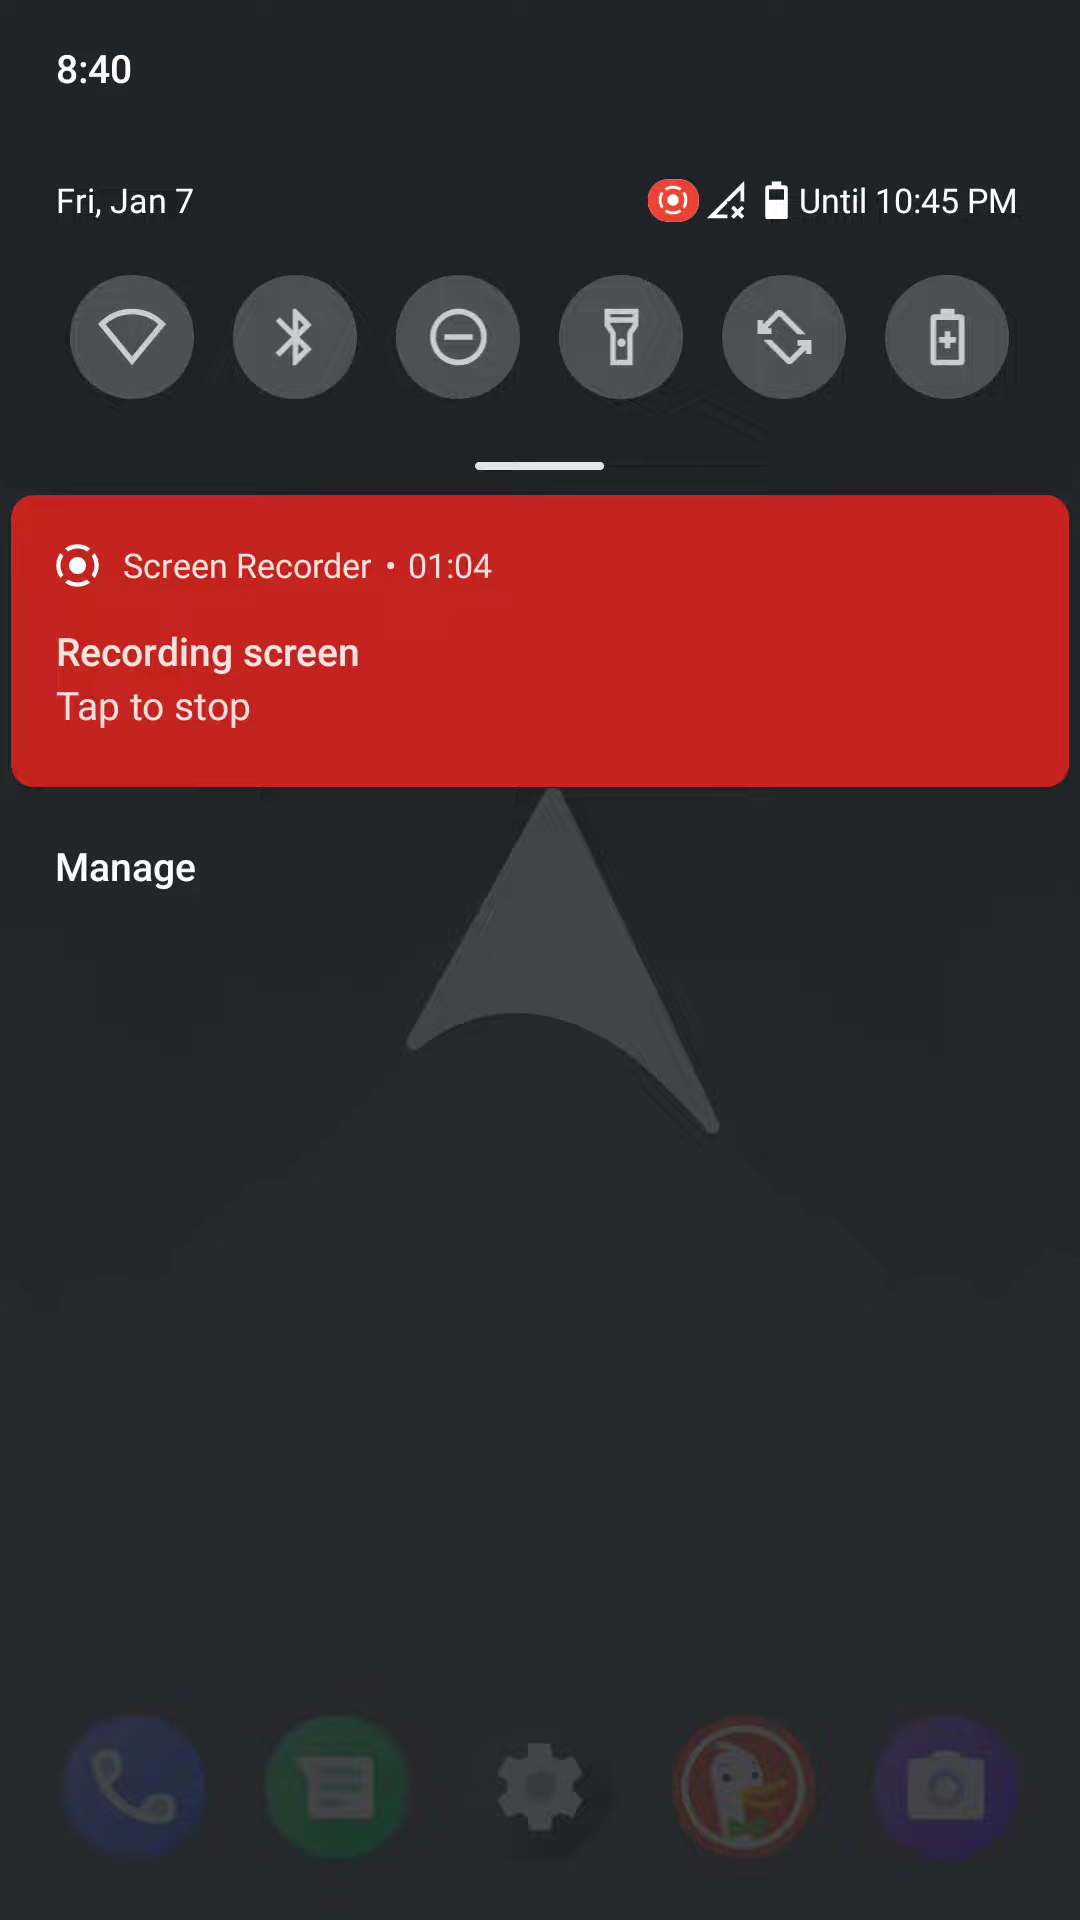 8:40
Fri, Jan 7
Until 10:45 PM
Screen Recorder • 01:04
Recording screen
Tap to stop
Manage